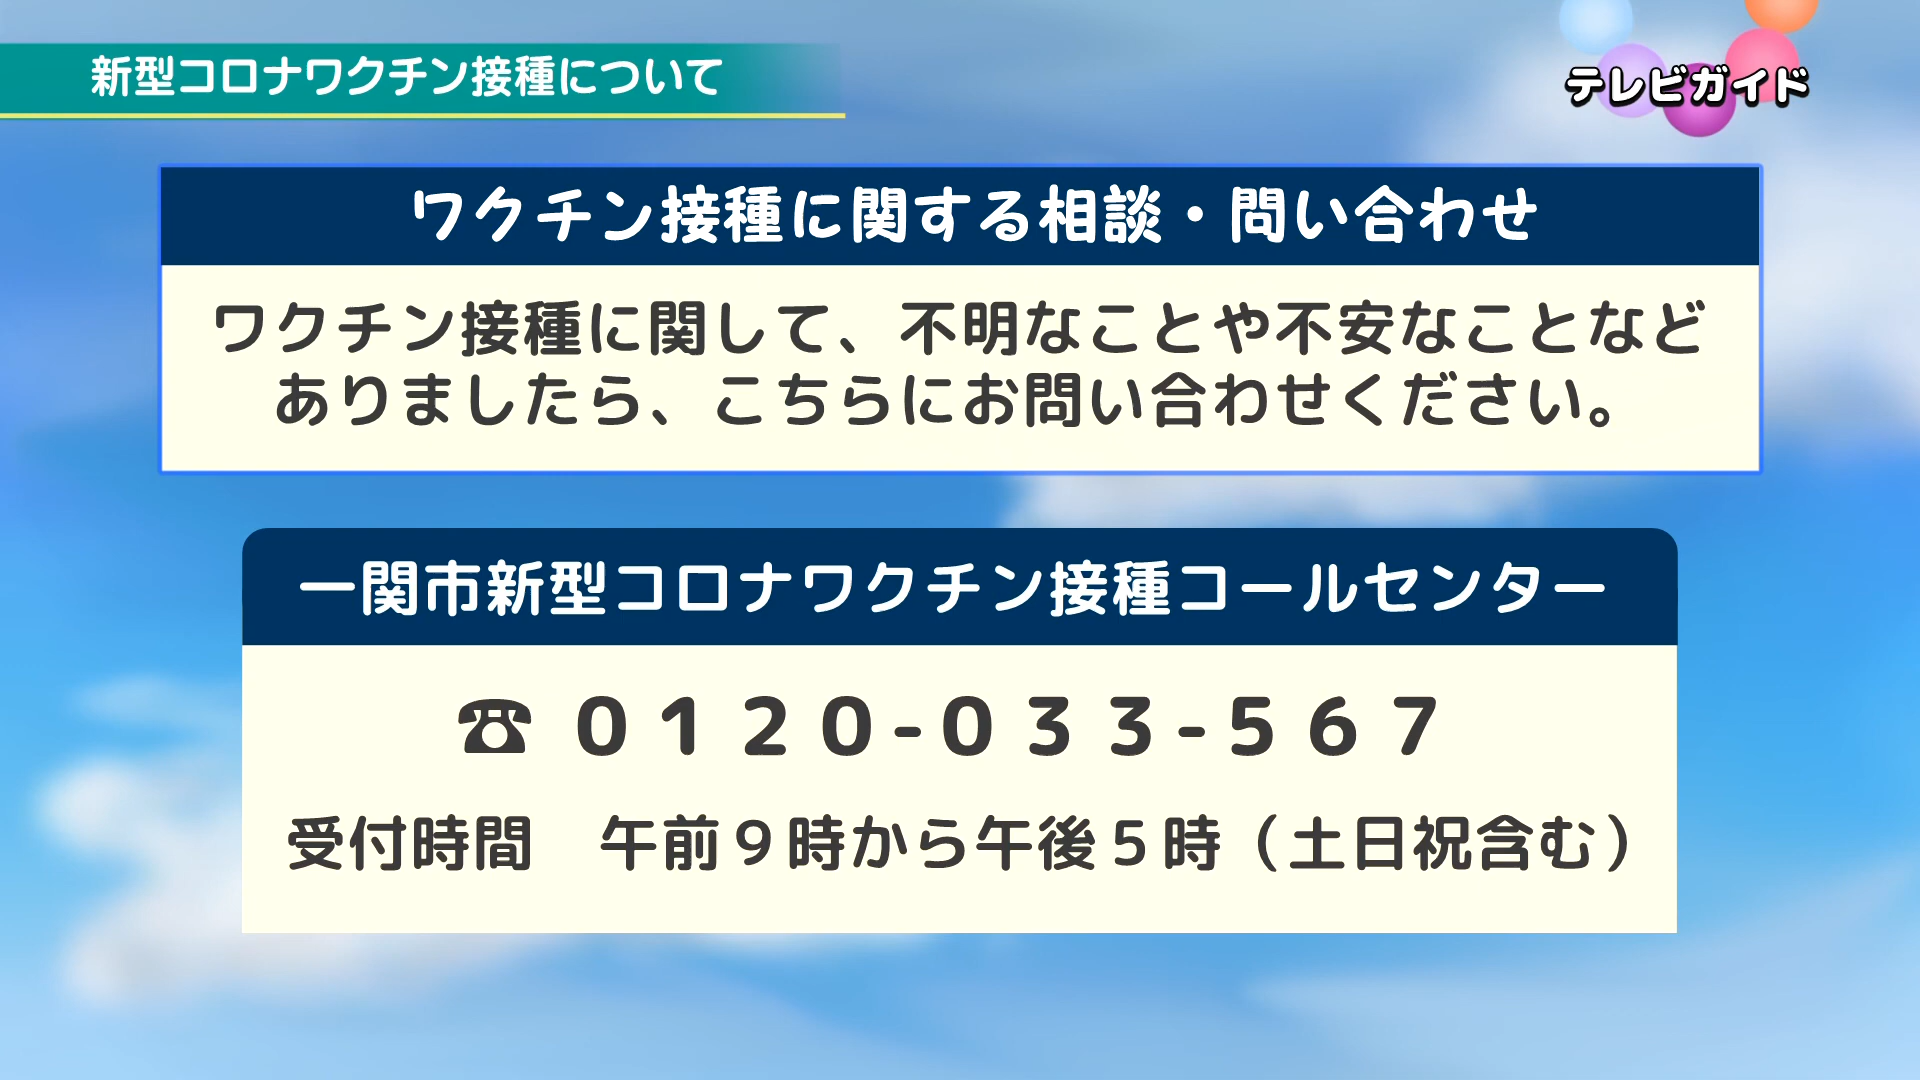 新型コロナワクチン接種について
テレビガイド
ワクチン接種に関する相談・問い合わせ
ワクチン接種に関して、不明なことや不安なことなど
ありましたら、こちらにお問い合わせください。
一関市新型コロナワクチン接種コールセンター
☎ ０１２０-０３３-５６７
受付時間　午前９時から午後５時（土日祝含む）